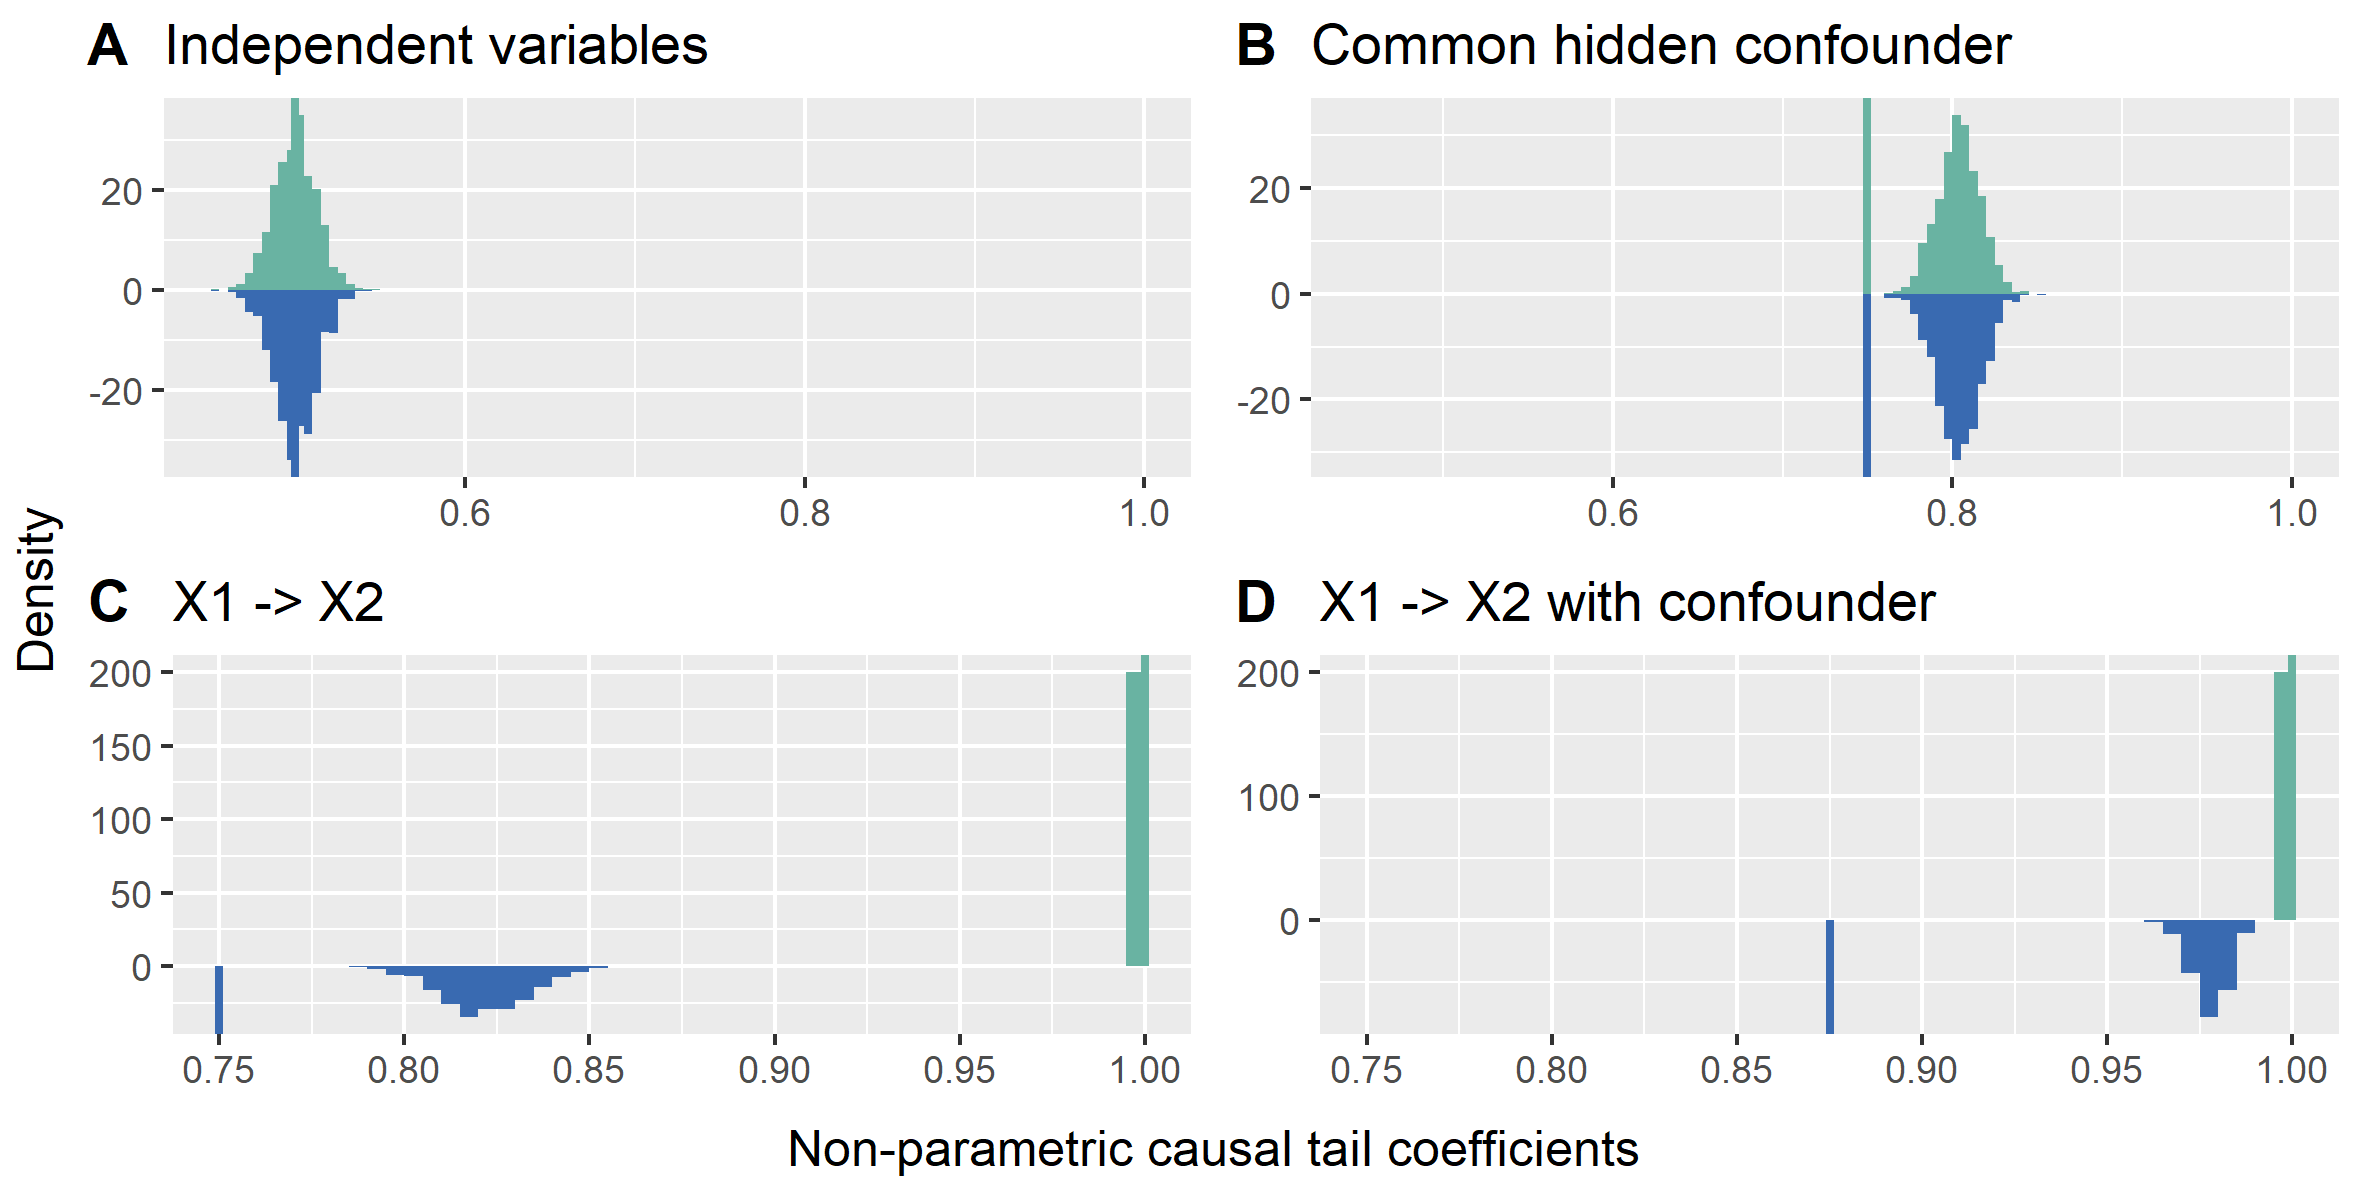 A Independent variables
20
0
-20
0.6 0.8 1.0
B Common hidden confounder
20
0
-20
0.6 0.8 1.0
Density
C X1 -> X2
200
150
100
50
0
0.75 0.80 0.85 0.90 0.95 1.00
D X1 -> X2 with confounder
200
100
0
0.75 0.80 0.85 0.90 0.95 1.00
Non-parametric causal tail coefficients